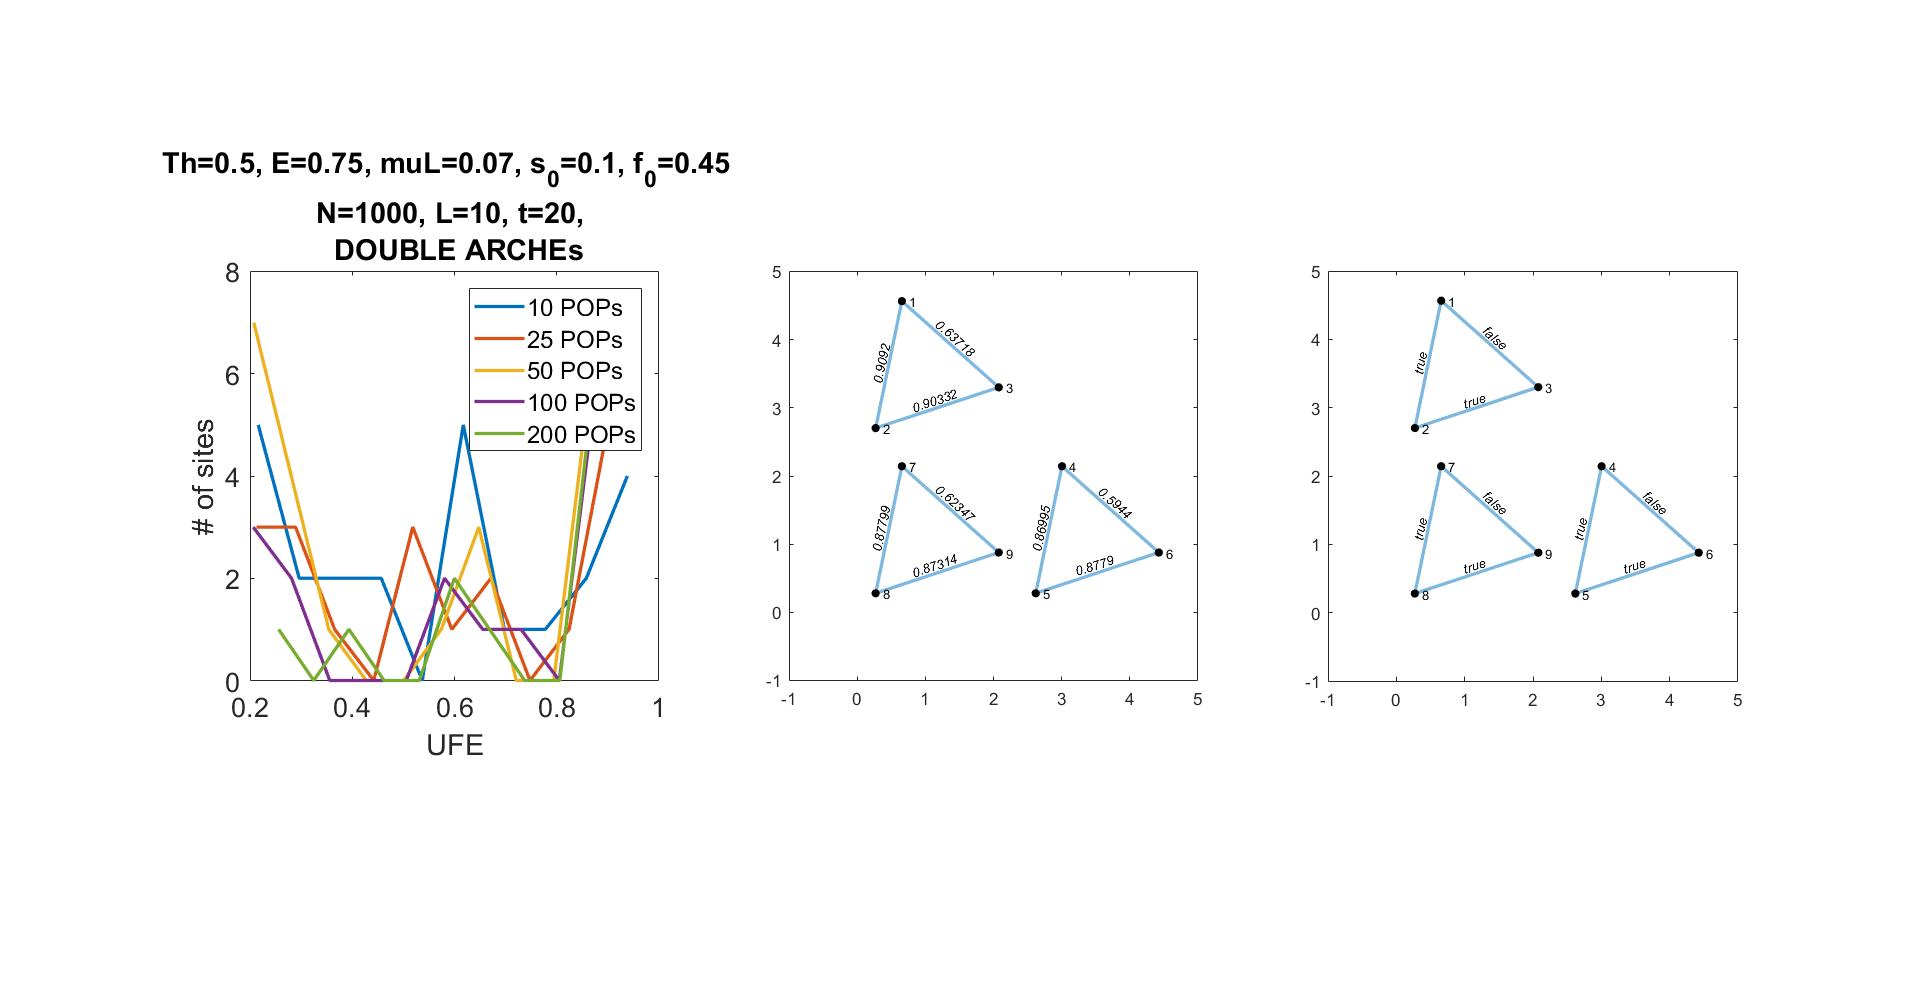 Th=0.5, E=0.75, muL=0.07, s0=0.1, f0=0.45
N=1000, L=10, t=20,
DOUBLE ARCHEs
8
6
4
2
0
# of sites
0.2 0.4 0.6 0.8 1
UFE
10 POPs
25 POPs
50 POPs
100 POPs
200 POPs
5
4
3
2
1
0
-1
-1 0 1 2 3 4 5
1
0.63718
0.9092
3
0.90332
2
7
0.62347
0.87799
9
0.87314
8
4
0.5944
0.86995
6
0.8779
5
5
4
3
2
1
0
-1
-1 0 1 2 3 4 5
1
false
true
3
true
2
7
false
true
9
true
8
4
false
true
6
true
5